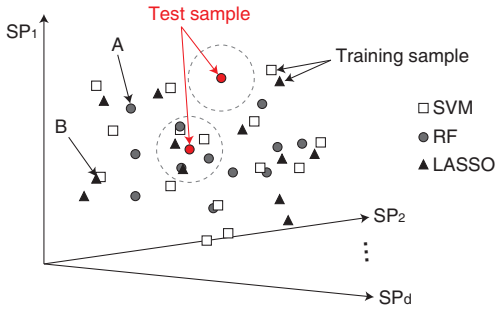 Test sample
SP1
A
Training sample
B
SVM
RF
LASSO
SP2
⋮
SPd